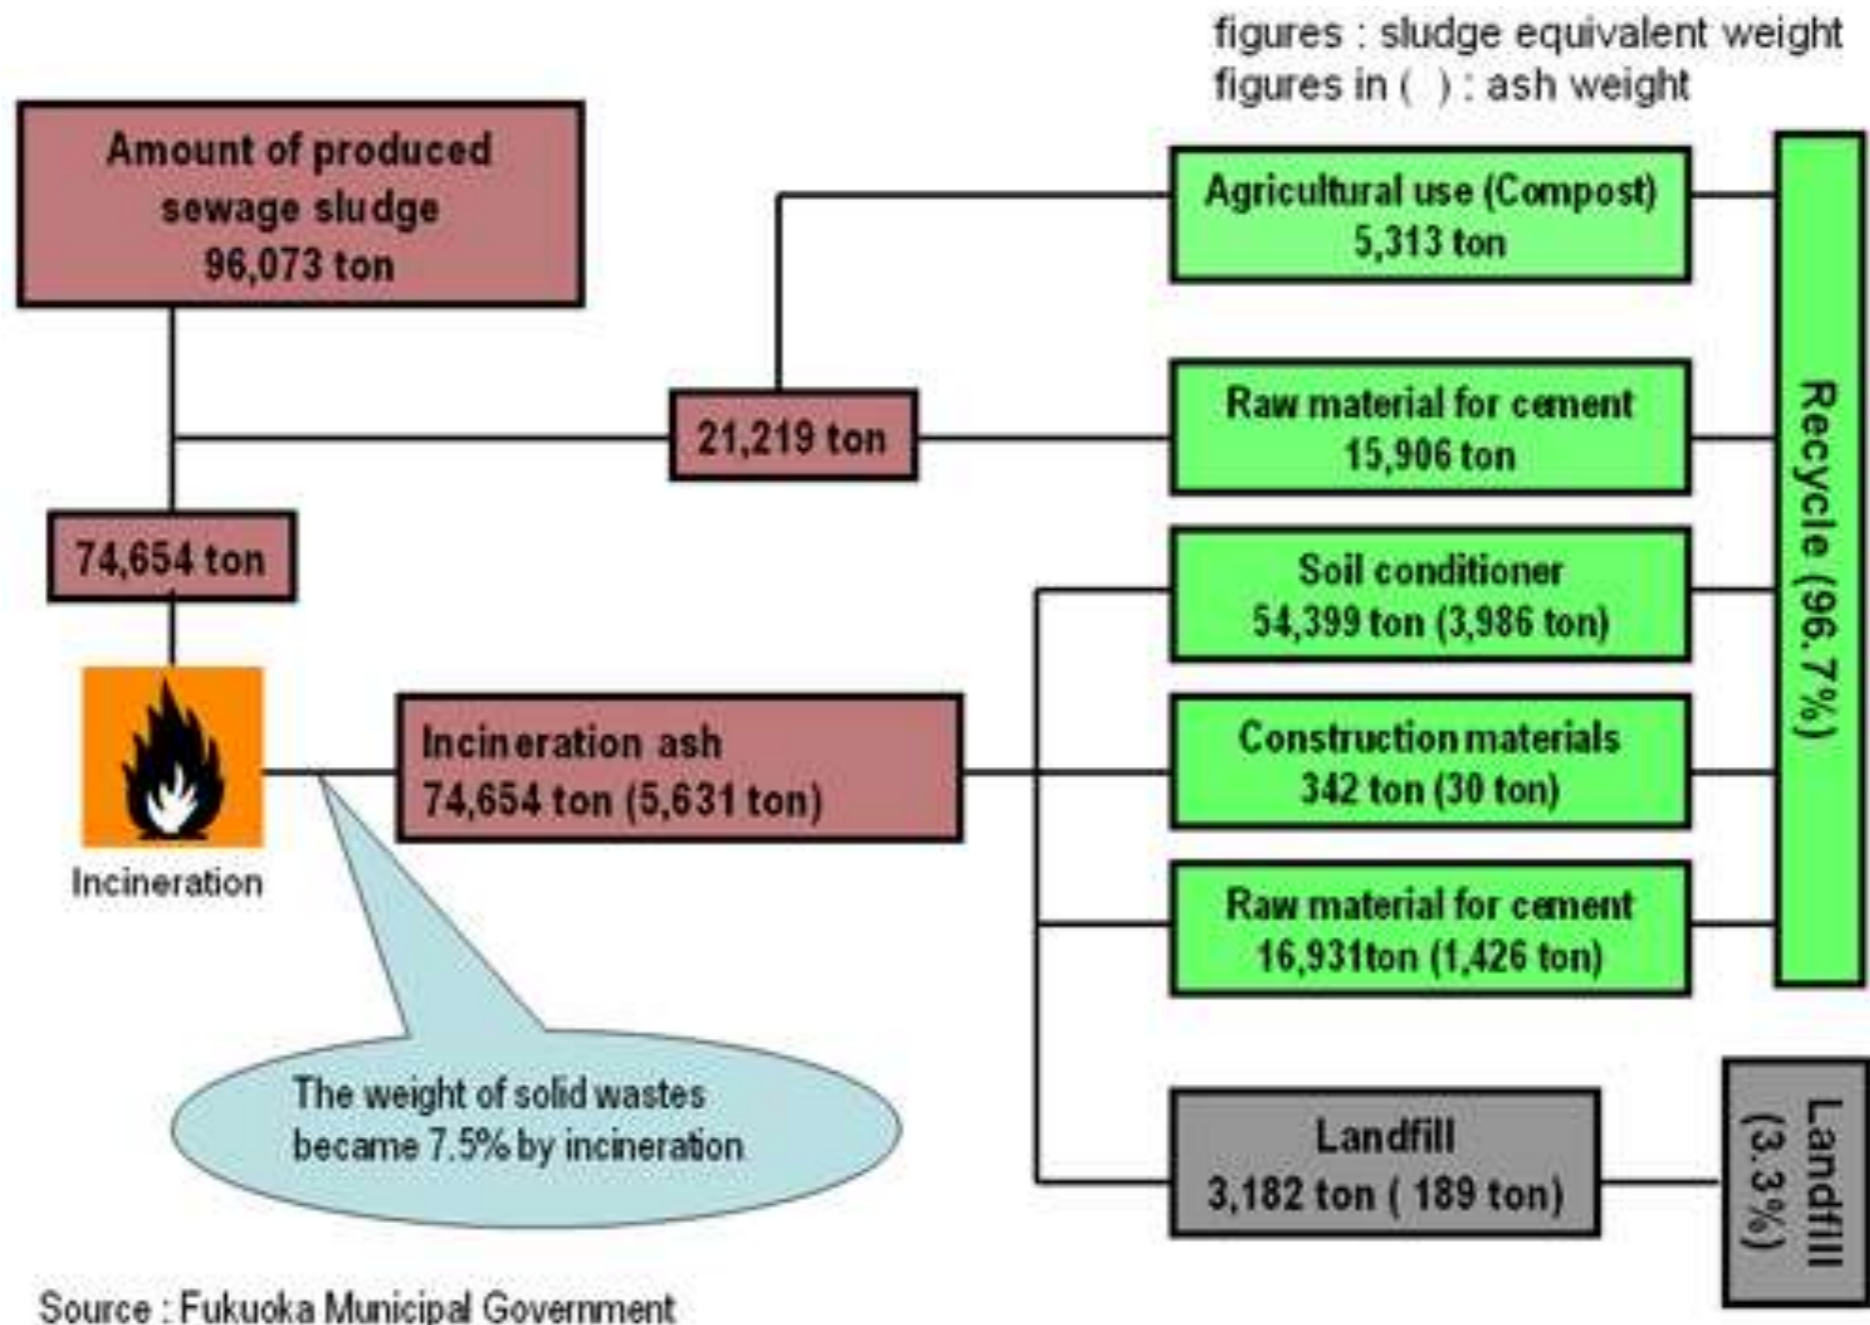 figures : sludge equivalent weight
figures in ( ) : ash weight
Amount of produced
sewage sludge
96,073 ton
Agricultural use (Compost)
5,313 ton
21,219 ton
Raw material for cement
15,906 ton
74,654 ton
Soil conditioner
54,399 ton (3,986 ton)
Incineration
Incineration ash
74,654 ton (5,631 ton)
Construction materials
342 ton (30 ton)
Raw material for cement
16,931ton (1,426 ton)
Recycle (96.7%)
The weight of solid wastes
became 7.5% by incineration
Landfill
3,182 ton ( 189 ton)
Landfill
(3.3%)
Source : Fukuoka Municipal Government